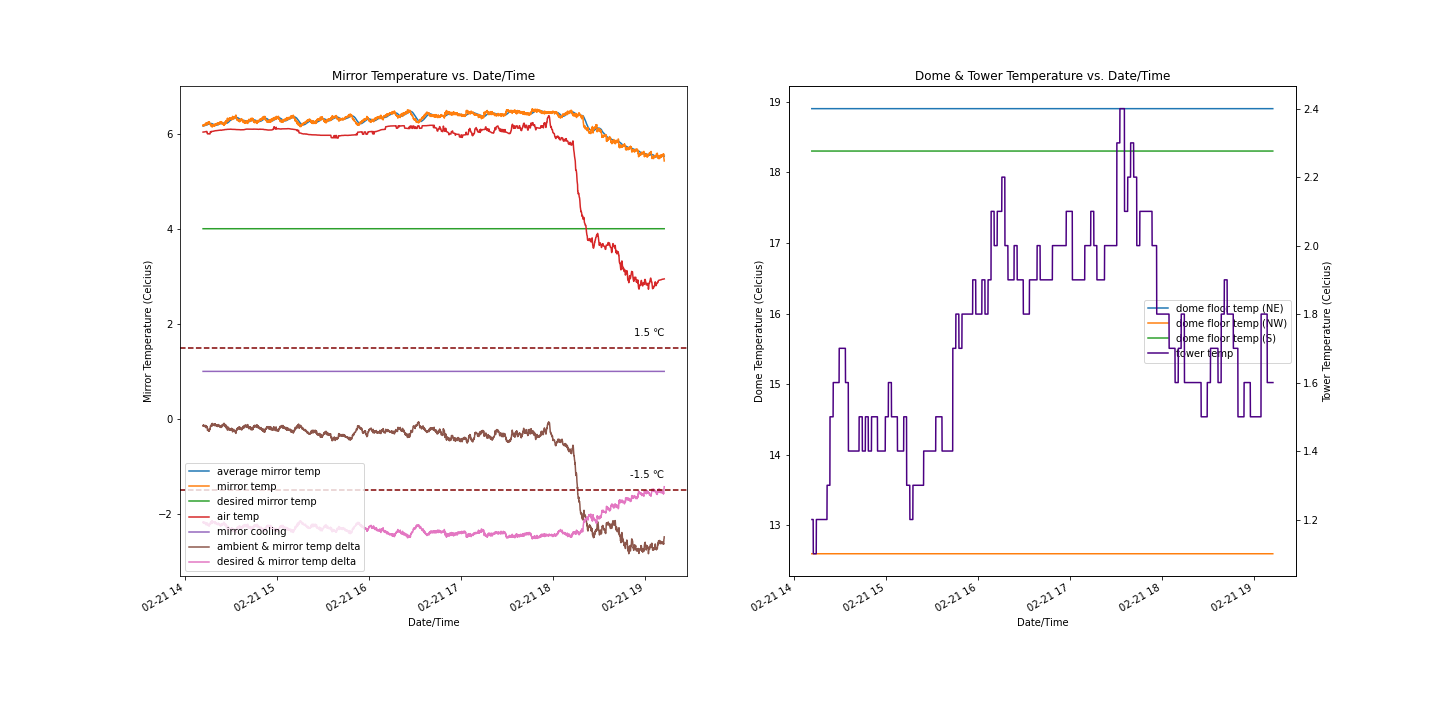 Mirror Temperature vs. Date/Time
Mirror Temperature (Celcius)
6
4
2
0
−2
1.5 °C
-1.5 °C
average mirror temp
mirror temp
desired mirror temp
air temp
mirror cooling
ambient & mirror temp delta
desired & mirror temp delta
02-21 14
02-21 15
02-21 16
02-21 17
02-21 18
02-21 19
Date/Time
Dome & Tower Temperature vs. Date/Time
Dome Temperature (Celcius)
19
18
17
16
15
14
13
dome floor temp (NE)
dome floor temp (NW)
dome floor temp (S)
tower temp
2.4
2.2
2.0
1.8
1.6
1.4
1.2
Tower Temperature (Celcius)
02-21 14
02-21 15
02-21 16
02-21 17
02-21 18
02-21 19
Date/Time